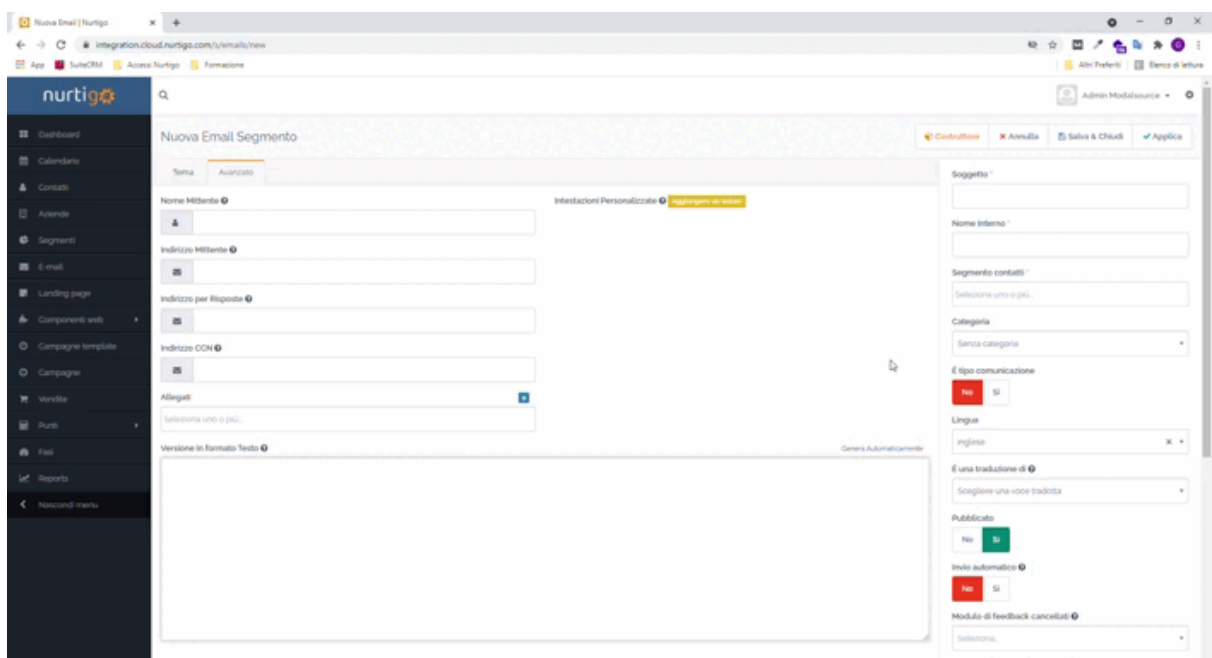 Nuova Email | Nurtigo
integration.cloud.nurtigo.com/s/emails/new
App SuiteCRM Accessi Nurtigo Formazione Altri Preferiti Elenco di lettura
nurtigo
Admin Modalsource
Dashboard
Calendario
Contatti
Aziende
Segmenti
E-mail
Landing page
Componenti web
Campagne template
Campagne
Vendite
Punti
Fasi
Reports
Nascondi menu
Nuova Email Segmento
Costruttore Annulla Salva & Chiudi Applica
Tema Avanzato
Nome Mittente
Intestazioni Personalizzate Aggiungere un valore
Indirizzo Mittente
Indirizzo per Risposte
Indirizzo CCN
Allegati
Seleziona uno o più...
Versione in formato Testo Genera Automaticamente
Soggetto *
Nome Interno *
Segmento contatti *
Seleziona uno o più...
Categoria
Senza categoria
È tipo comunicazione
No Sì
Lingua
inglese
È una traduzione di
Scegliere una voce tradotta
Pubblicato
No Sì
Invio automatico
No Sì
Modulo di feedback cancellati
Seleziona...